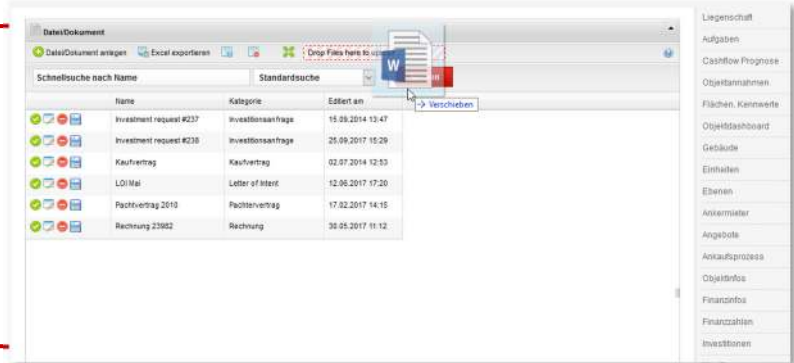 Datei/Dokument
Datei/Dokument anlegen Excel exportieren Drop Files here to upload
Schnellsuche nach Name Standardsuche
W
Verschieben
Name Kategorie Editiert am
Investment request #237 Investitionsanfrage 15.09.2014 13:47
Investment request #238 Investitionsanfrage 25.09.2017 15:29
Kaufvertrag Kaufvertrag 02.07.2014 12:53
LOI Mai Letter of Intent 12.06.2017 17:20
Pachtvertrag 2010 Pachtervertrag 17.02.2017 14:15
Rechnung 23982 Rechnung 30.05.2017 11:12
Liegenschaft
Aufgaben
Cashflow Prognose
Objektannahmen
Flächen, Kennwerte
Objektdashboard
Gebäude
Einheiten
Ebenen
Ankermieter
Angebote
Ankaufsprozess
Objektinfos
Finanzinfos
Finanzzahlen
Investitionen